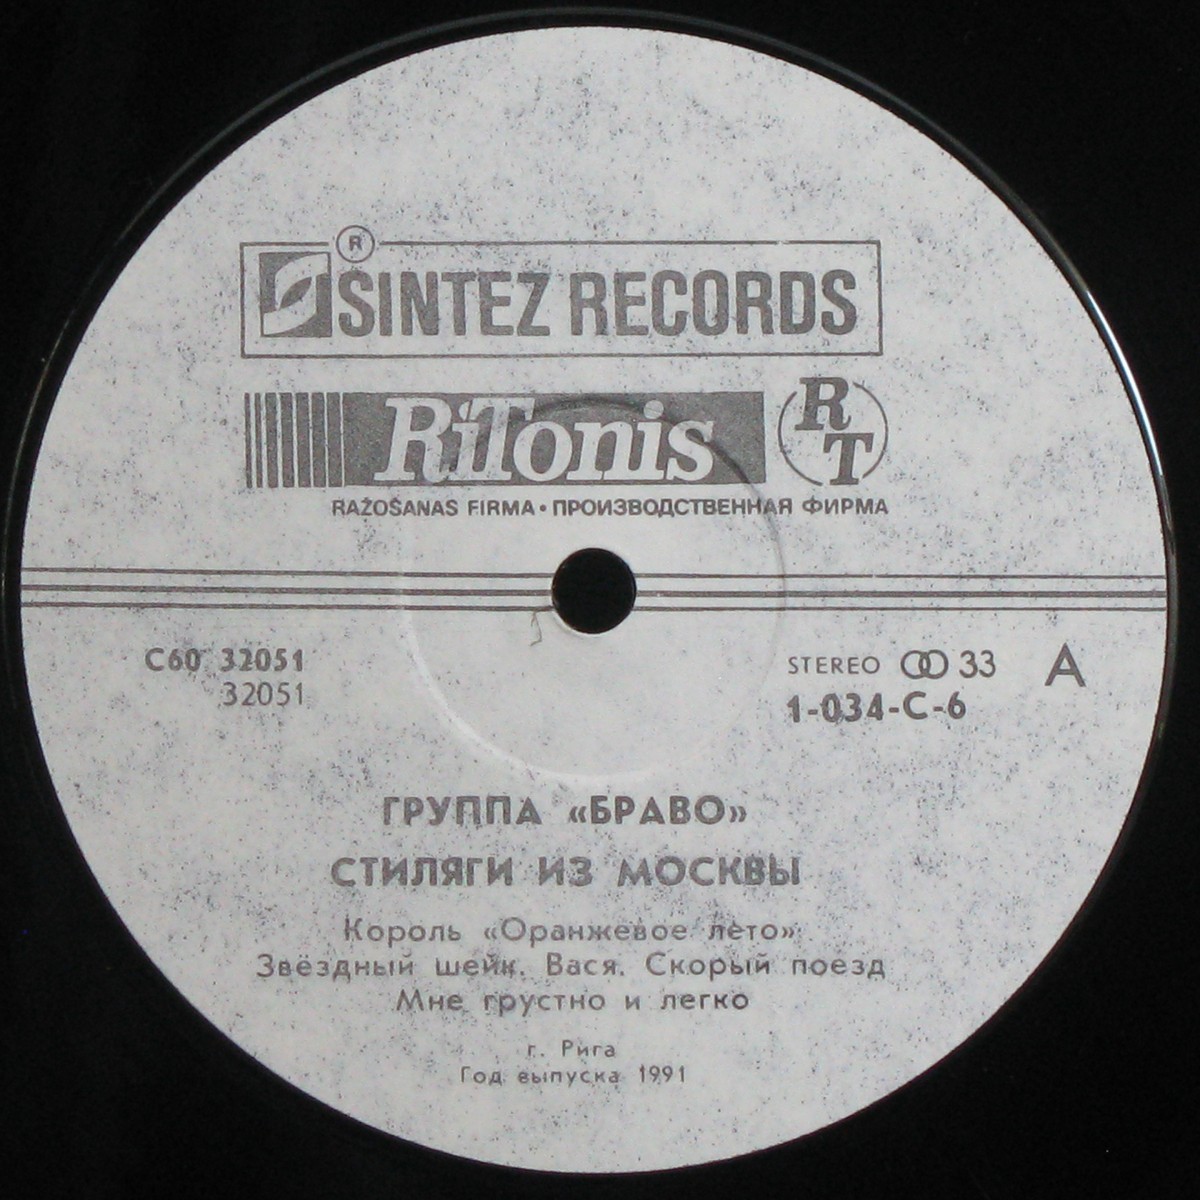 ®
SINTEZ RECORDS
RiTonis RT
RAŽOŠANAS FIRMA • ПРОИЗВОДСТВЕННАЯ ФИРМА
С60 32051 STEREO 33 A
32051 1-034-C-6
ГРУППА «БРАВО»
СТИЛЯГИ ИЗ МОСКВЫ
Король «Оранжевое лето»
Звёздный шейк. Вася. Скорый поезд
Мне грустно и легко
г. Рига
Год выпуска 1991